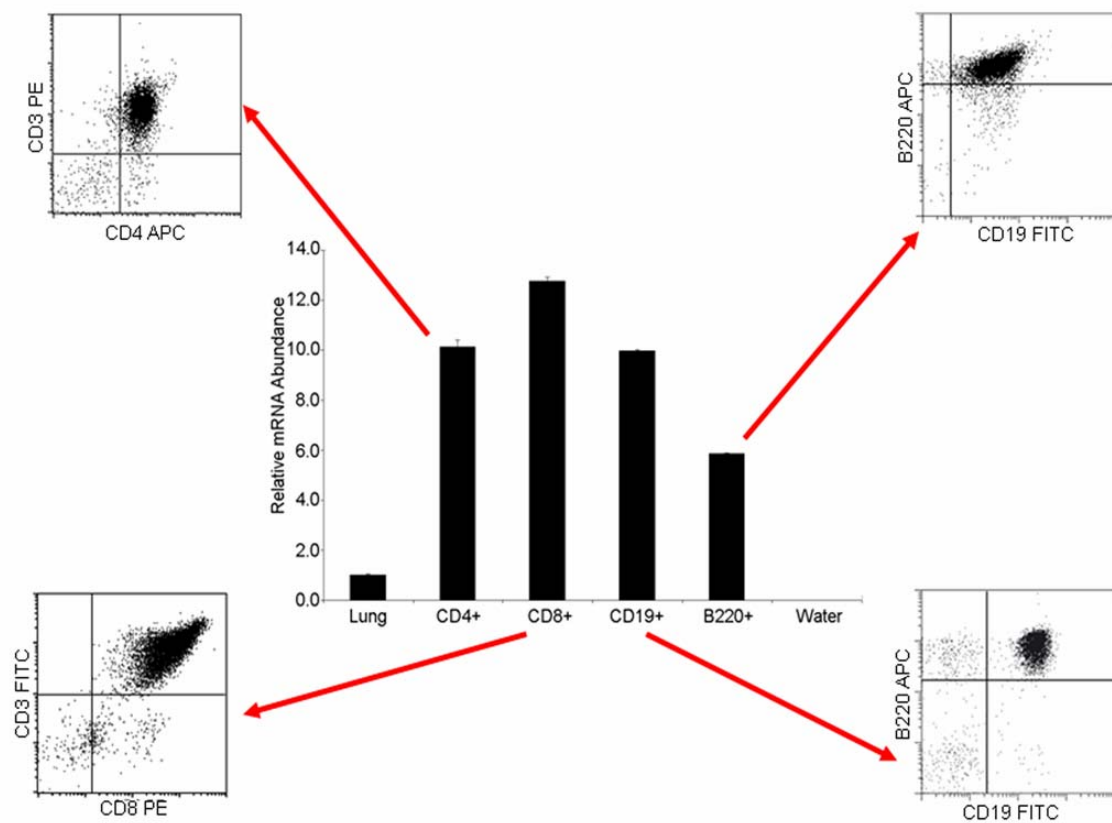 CD3 PE
CD4 APC
B220 APC
CD19 FITC
Relative mRNA Abundance
14.0
12.0
10.0
8.0
6.0
4.0
2.0
0.0
Lung
CD4+
CD8+
CD19+
B220+
Water
CD3 FITC
CD8 PE
B220 APC
CD19 FITC